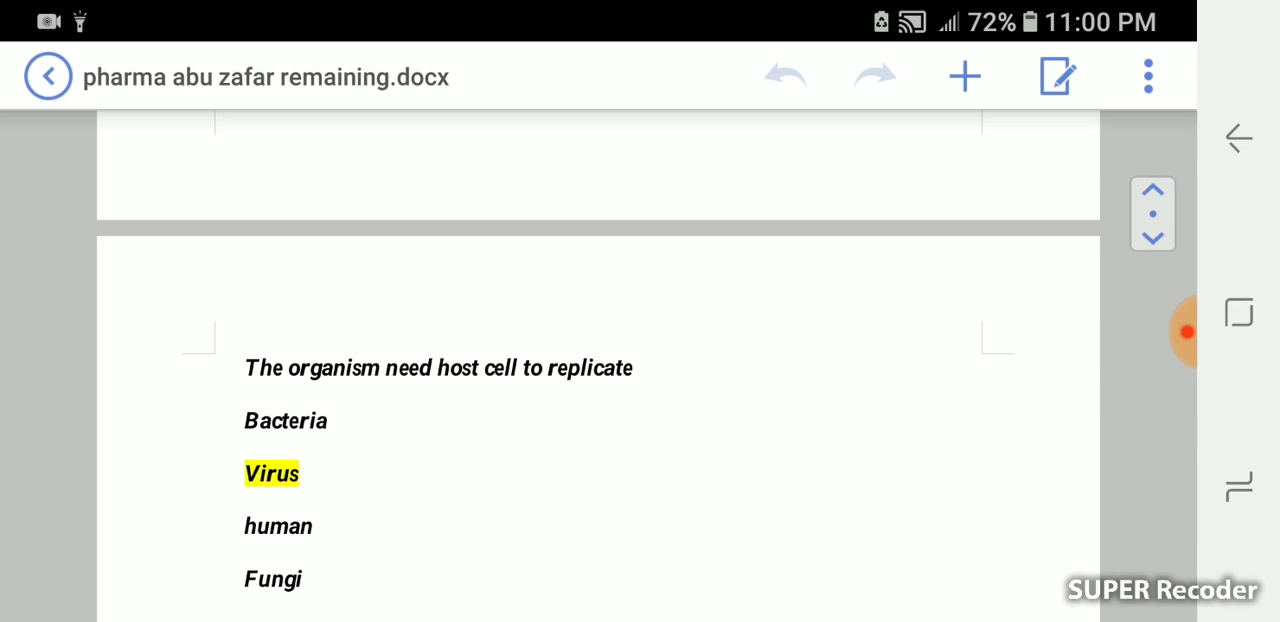 72% 11:00 PM
pharma abu zafar remaining.docx
The organism need host cell to replicate
Bacteria
Virus
human
Fungi
SUPER Recoder